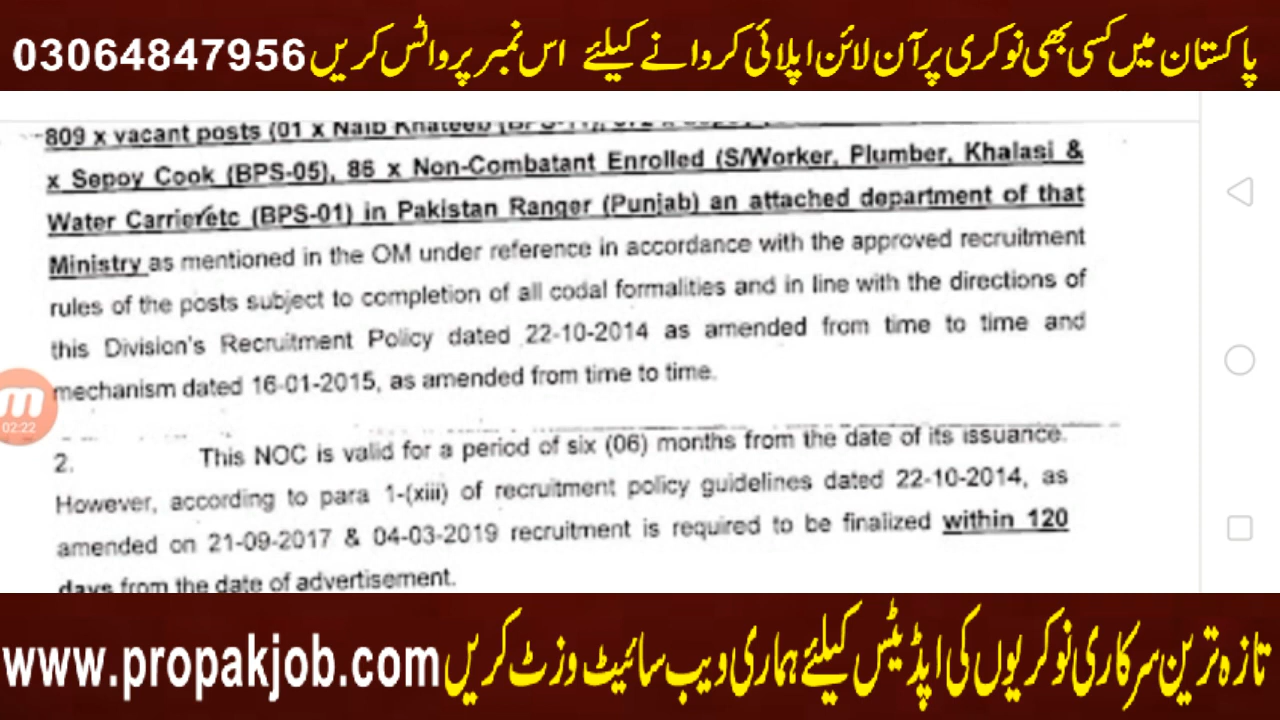 پاکستان میں کسی بھی نوکری پر آن لائن اپلائی کروانے کیلئے اس نمبر پر واٹس کریں 03064847956
809 x vacant posts (01 x Naib Khateeb
x Sepoy Cook (BPS-05), 86 x Non-Combatant Enrolled (S/Worker, Plumber, Khalasi &
Water Carrieretc (BPS-01) in Pakistan Ranger (Punjab) an attached department of that
Ministry as mentioned in the OM under reference in accordance with the approved recruitment
rules of the posts subject to completion of all codal formalities and in line with the directions of
this Division's Recruitment Policy dated 22-10-2014 as amended from time to time and
mechanism dated 16-01-2015, as amended from time to time.
02:22
2. This NOC is valid for a period of six (06) months from the date of its issuance.
However, according to para 1-(xiii) of recruitment policy guidelines dated 22-10-2014, as
amended on 21-09-2017 & 04-03-2019 recruitment is required to be finalized within 120
days from the date of advertisement.
تازہ ترین سرکاری نوکریوں کی اپڈیٹس کیلئے ہماری ویب سائیٹ وزٹ کریں www.propakjob.com